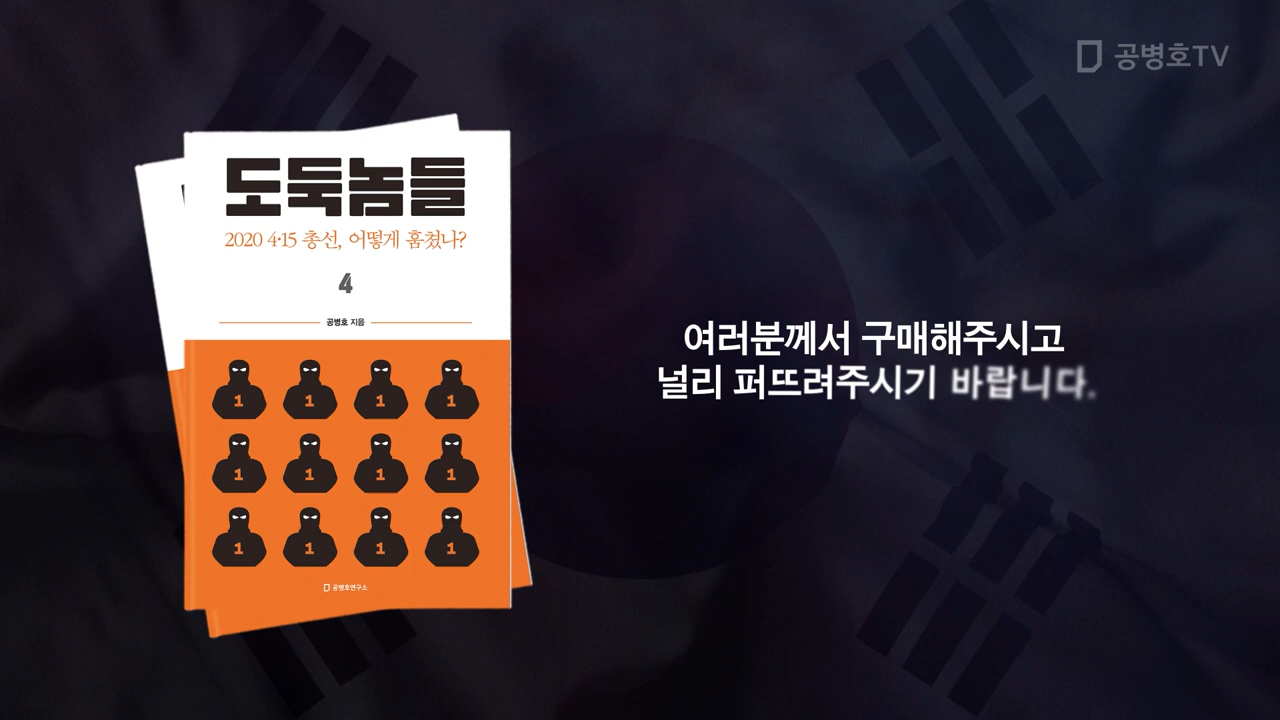 공병호TV
도둑놈들
2020 4·15 총선, 어떻게 훔쳤나?
4
공병호 지음
1 1 1 1
1 1 1 1
1 1 1 1
공병호연구소
여러분께서 구매해주시고
널리 퍼뜨려주시기 바랍니다.